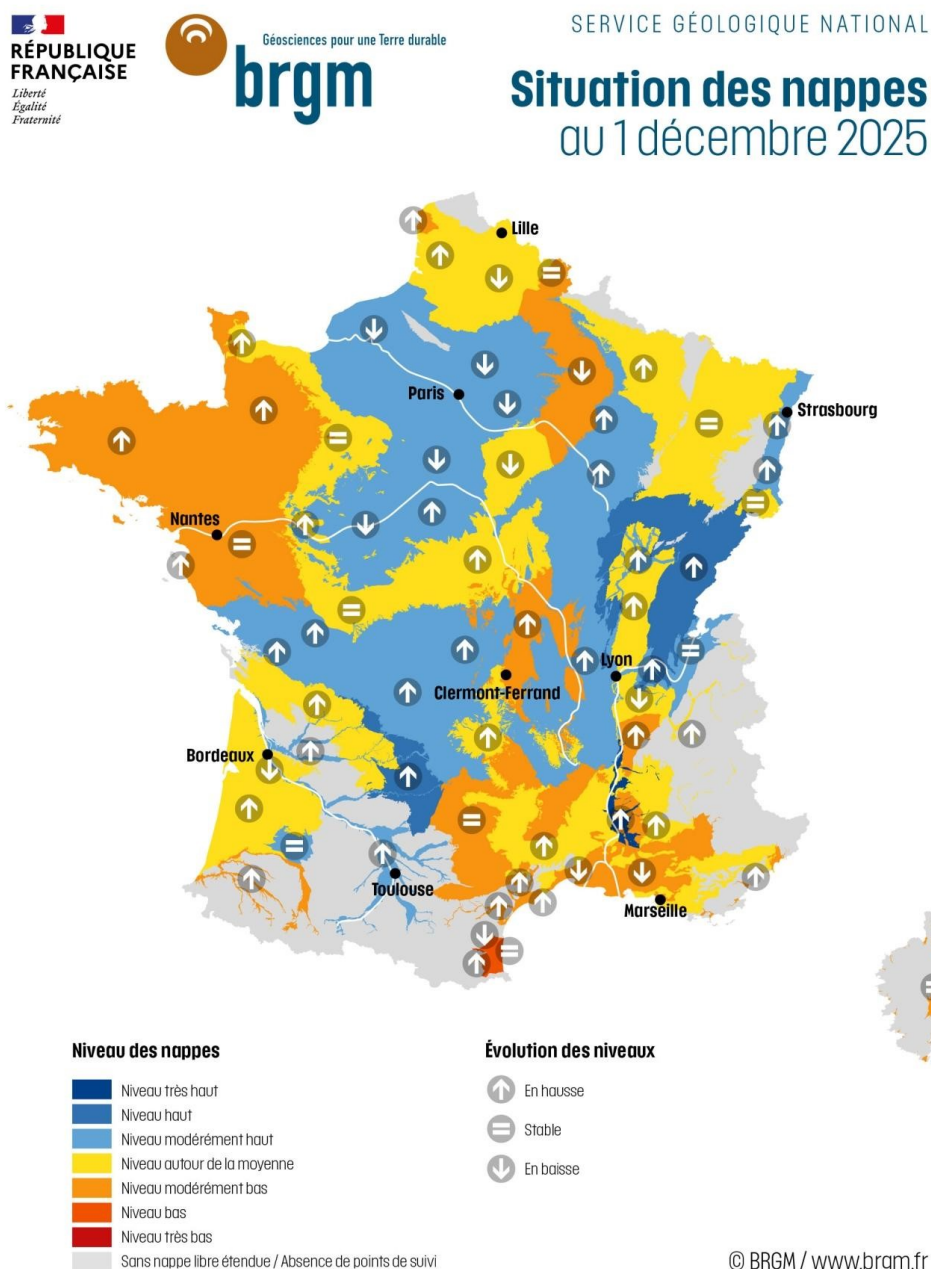 RÉPUBLIQUE
FRANÇAISE
Liberté
Égalité
Fraternité
Géosciences pour une Terre durable
brgm
SERVICE GÉOLOGIQUE NATIONAL
Situation des nappes
au 1 décembre 2025
Lille
Paris
Strasbourg
Nantes
Lyon
Clermont-Ferrand
Bordeaux
Toulouse
Marseille
Niveau des nappes
Niveau très haut
Niveau haut
Niveau modérément haut
Niveau autour de la moyenne
Niveau modérément bas
Niveau bas
Niveau très bas
Sans nappe libre étendue / Absence de points de suivi
Évolution des niveaux
En hausse
Stable
En baisse
© BRGM / www.brgm.fr